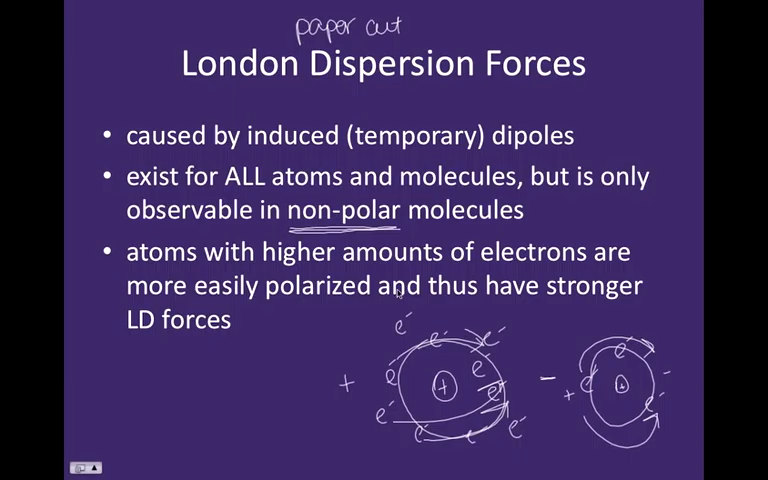 paper cut
London Dispersion Forces
• caused by induced (temporary) dipoles
• exist for ALL atoms and molecules, but is only
observable in non-polar molecules
• atoms with higher amounts of electrons are
more easily polarized and thus have stronger
LD forces
e⁻
e⁻ e⁻
e⁻ e e⁻
+ + e⁻ −
e⁻
e⁻ e⁻ e⁻
e⁻
+ e⁻ + −
e⁻